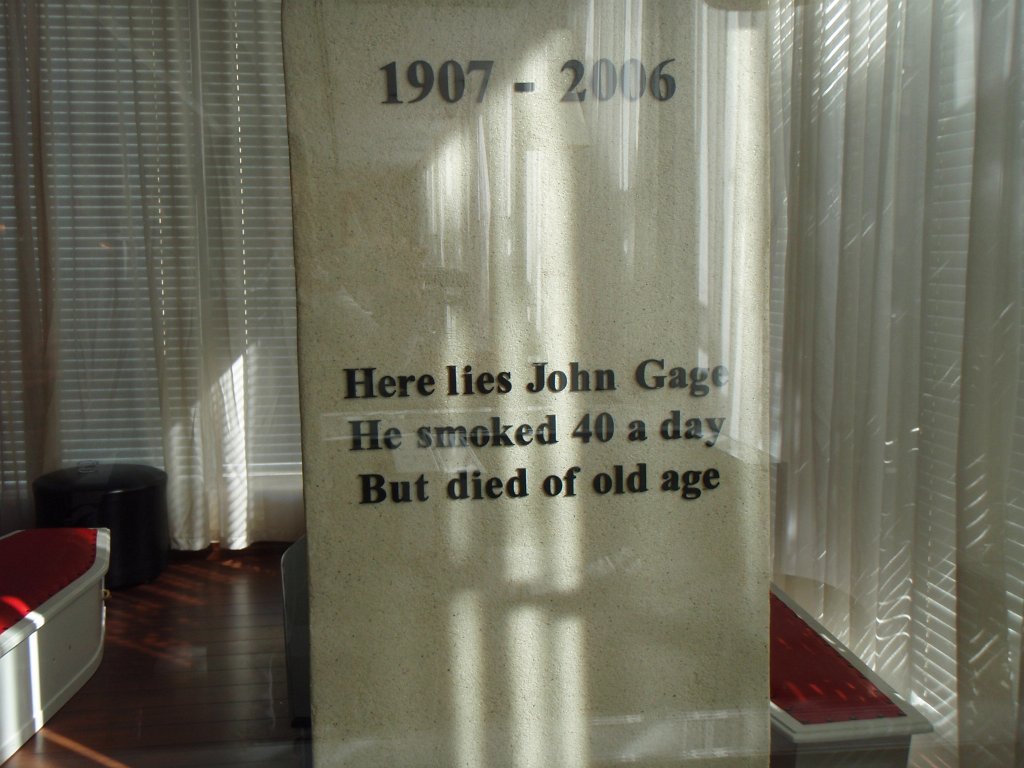 1907 - 2006
Here lies John Gage
He smoked 40 a day
But died of old age